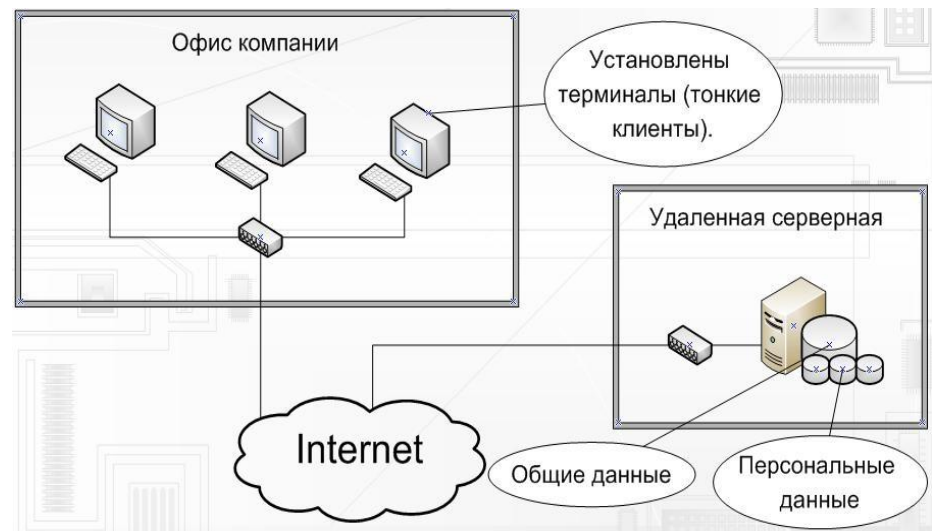 Офис компании
Установлены
терминалы (тонкие
клиенты).
Удаленная серверная
Internet
Общие данные
Персональные
данные